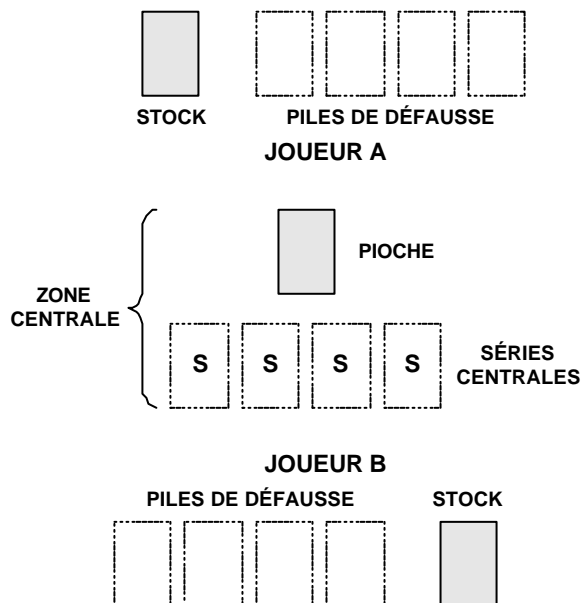 STOCK PILES DE DÉFAUSSE
JOUEUR A
PIOCHE
ZONE
CENTRALE
S S S S
SÉRIES
CENTRALES
JOUEUR B
PILES DE DÉFAUSSE STOCK